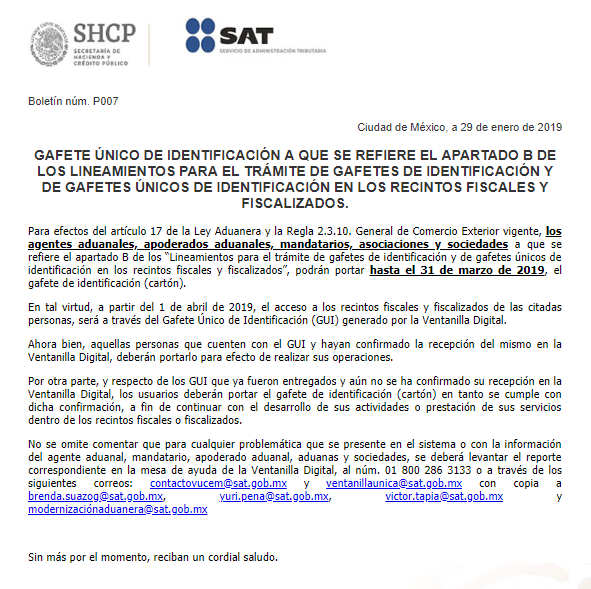 SHCP
SECRETARÍA DE
HACIENDA Y
CRÉDITO PÚBLICO
SAT
SERVICIO DE ADMINISTRACIÓN TRIBUTARIA
Boletín núm. P007
Ciudad de México, a 29 de enero de 2019
GAFETE ÚNICO DE IDENTIFICACIÓN A QUE SE REFIERE EL APARTADO B DE
LOS LINEAMIENTOS PARA EL TRÁMITE DE GAFETES DE IDENTIFICACIÓN Y
DE GAFETES ÚNICOS DE IDENTIFICACIÓN EN LOS RECINTOS FISCALES Y
FISCALIZADOS.
Para efectos del artículo 17 de la Ley Aduanera y la Regla 2.3.10. General de Comercio Exterior vigente, los
agentes aduanales, apoderados aduanales, mandatarios, asociaciones y sociedades a que se
refiere el apartado B de los “Lineamientos para el trámite de gafetes de identificación y de gafetes únicos de
identificación en los recintos fiscales y fiscalizados”, podrán portar hasta el 31 de marzo de 2019, el
gafete de identificación (cartón).
En tal virtud, a partir del 1 de abril de 2019, el acceso a los recintos fiscales y fiscalizados de las citadas
personas, será a través del Gafete Único de Identificación (GUI) generado por la Ventanilla Digital.
Ahora bien, aquellas personas que cuenten con el GUI y hayan confirmado la recepción del mismo en la
Ventanilla Digital, deberán portarlo para efecto de realizar sus operaciones.
Por otra parte, y respecto de los GUI que ya fueron entregados y aún no se ha confirmado su recepción en la
Ventanilla Digital, los usuarios deberán portar el gafete de identificación (cartón) en tanto se cumple con
dicha confirmación, a fin de continuar con el desarrollo de sus actividades o prestación de sus servicios
dentro de los recintos fiscales o fiscalizados.
No se omite comentar que para cualquier problemática que se presente en el sistema o con la información
del agente aduanal, mandatario, apoderado aduanal, aduanas y sociedades, se deberá levantar el reporte
correspondiente en la mesa de ayuda de la Ventanilla Digital, al núm. 01 800 286 3133 o a través de los
siguientes correos: contactovucem@sat.gob.mx y ventanillaunica@sat.gob.mx con copia a
brenda.suazog@sat.gob.mx, yuri.pena@sat.gob.mx, victor.tapia@sat.gob.mx y
modernizaciónaduanera@sat.gob.mx
Sin más por el momento, reciban un cordial saludo.